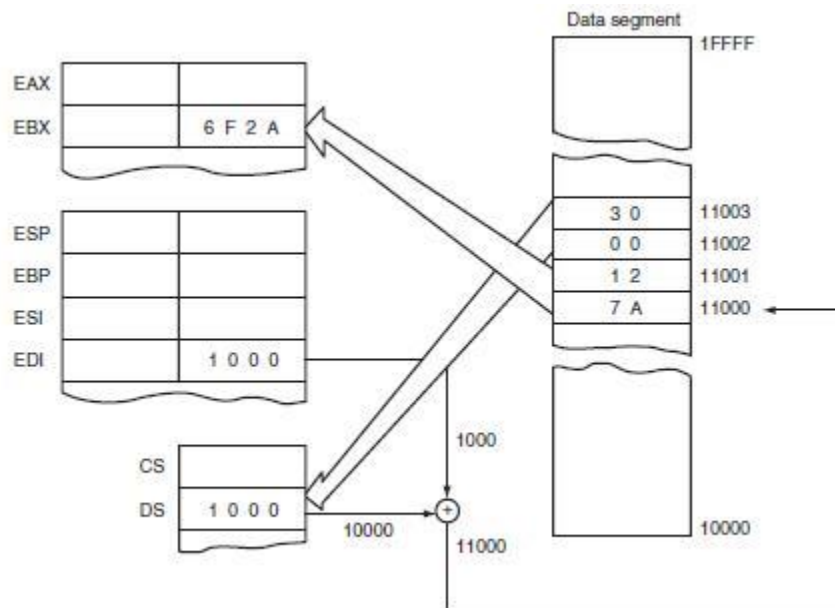 Data segment
1FFFF
EAX
EBX
6 F 2 A
3 0
11003
ESP
0 0
11002
EBP
1 2
11001
ESI
7 A
11000
EDI
1 0 0 0
1000
CS
DS
1 0 0 0
10000
+
11000
10000